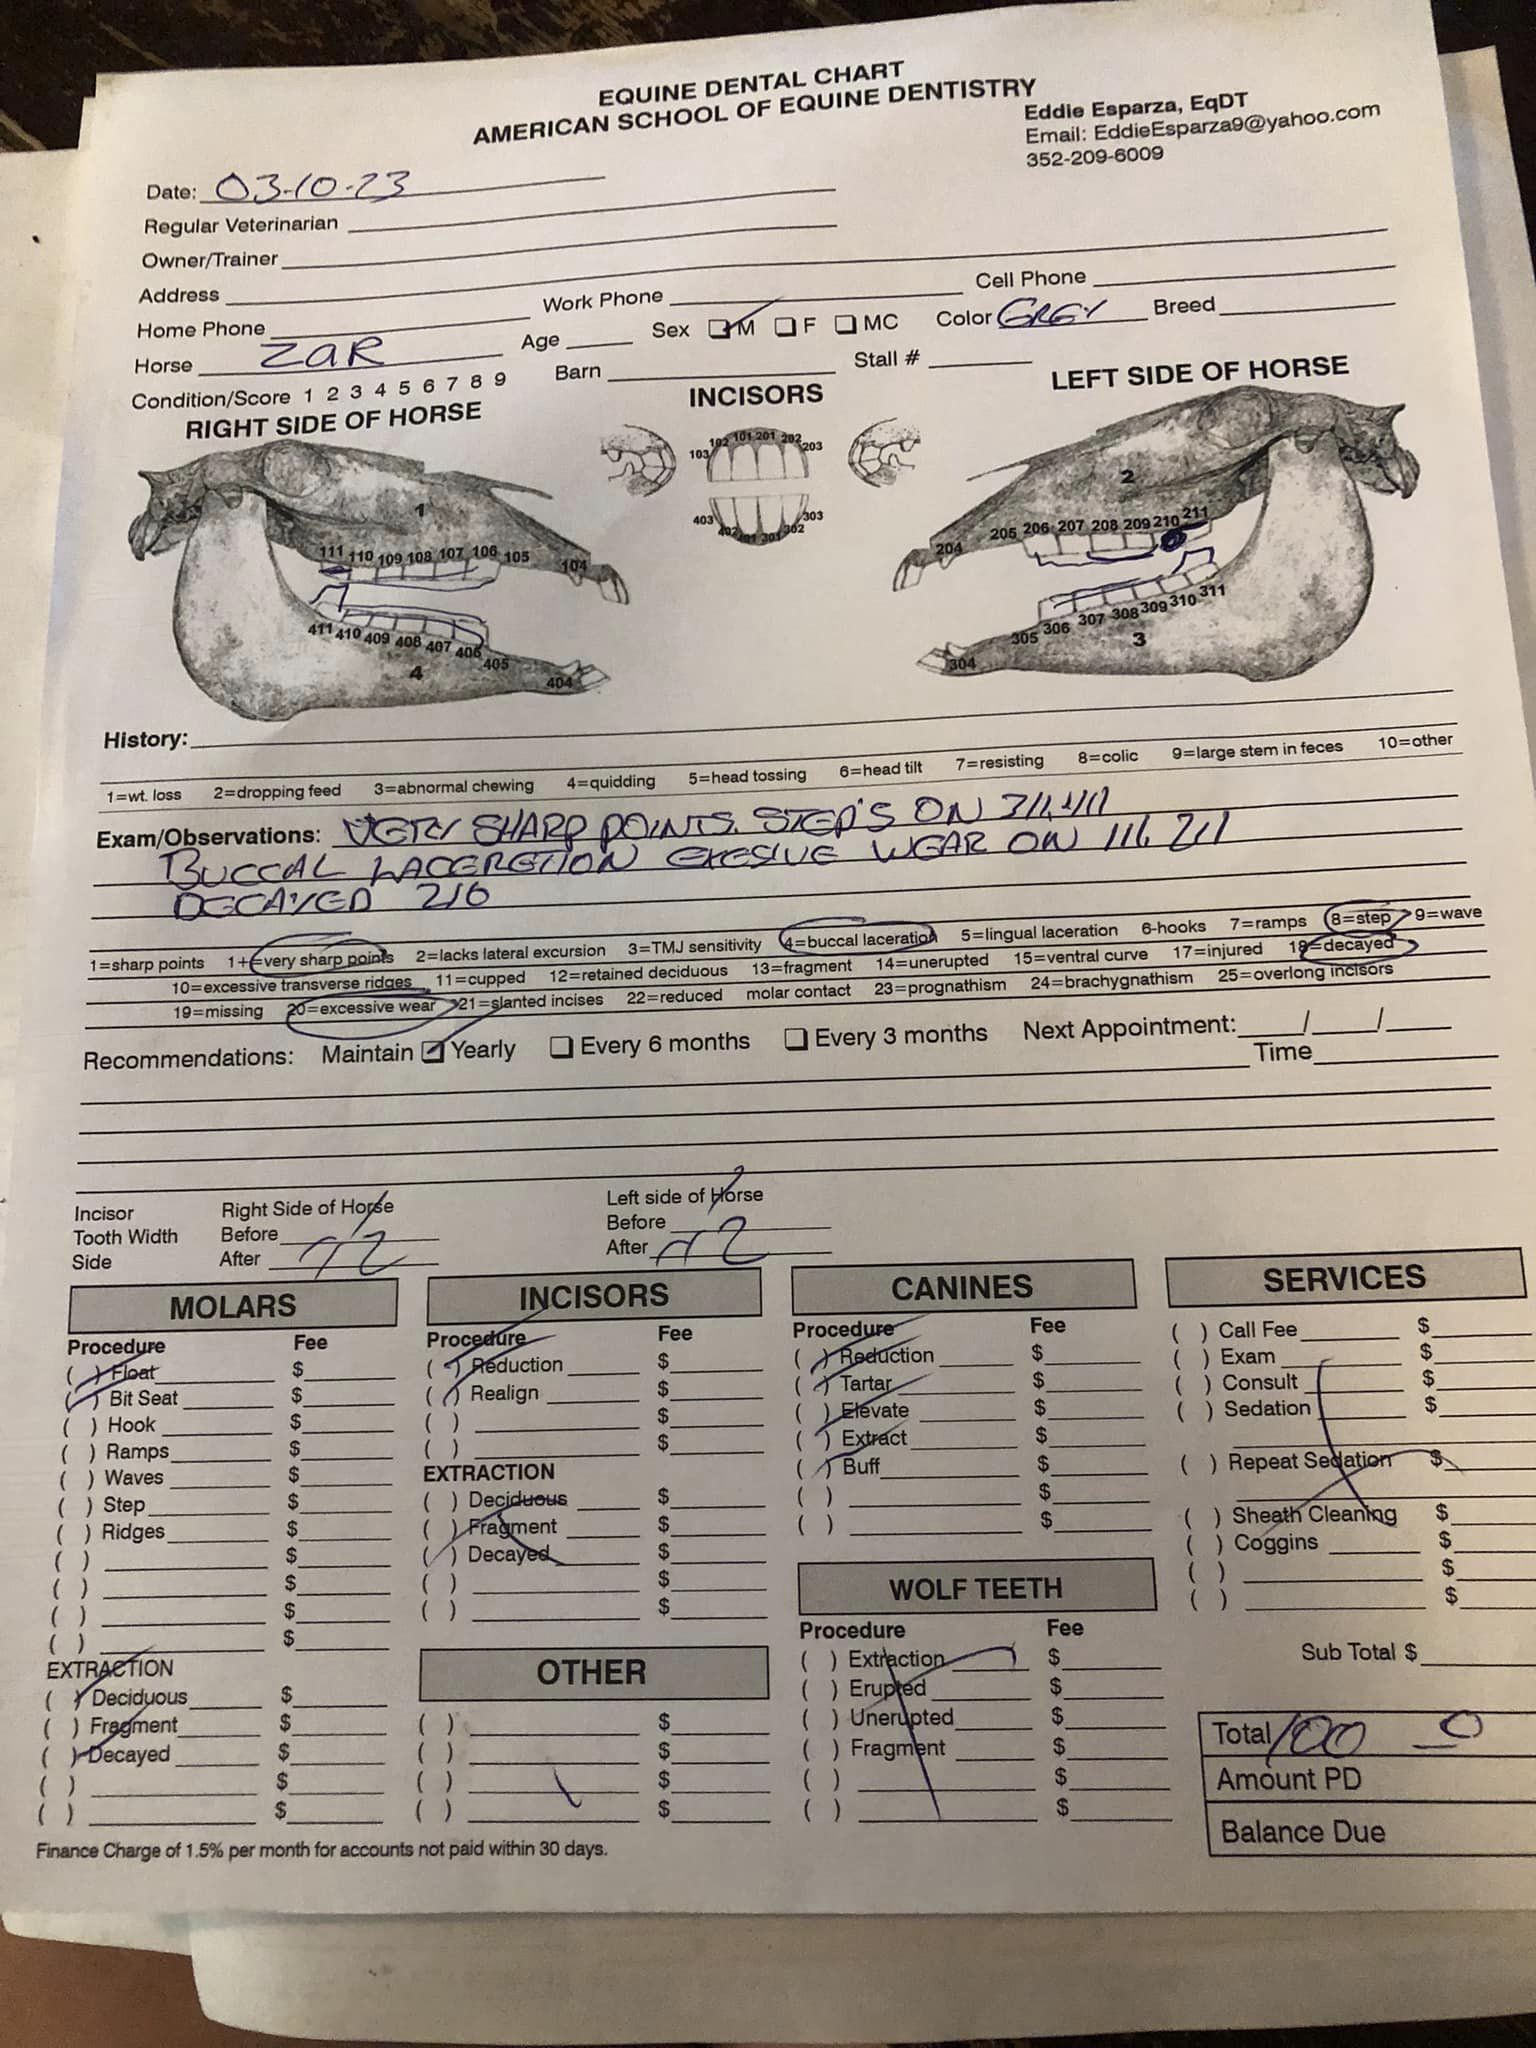 EQUINE DENTAL CHART
AMERICAN SCHOOL OF EQUINE DENTISTRY
Eddie Esparza, EqDT
Email: EddieEsparza9@yahoo.com
352-209-6009
Date: 03-10-23
Regular Veterinarian
Owner/Trainer
Address
Home Phone Work Phone Cell Phone
Horse ZAR Age Sex M F MC Color GREY Breed
Condition/Score 1 2 3 4 5 6 7 8 9 Barn Stall #
RIGHT SIDE OF HORSE INCISORS LEFT SIDE OF HORSE
103 102 101 201 202 203
403 402 401 301 302 303
1
111 110 109 108 107 106 105 104
411 410 409 408 407 406 405 404
4
2
204 205 206 207 208 209 210 211
304 305 306 307 308 309 310 311
3
History:
1=wt. loss 2=dropping feed 3=abnormal chewing 4=quidding 5=head tossing 6=head tilt 7=resisting 8=colic 9=large stem in feces 10=other
Exam/Observations: VERY SHARP POINTS. STEP'S ON 311, 411
BUCCAL LACERETION EXESIVE WEAR ON 111, 211
DECAYED 210
1=sharp points 1+=very sharp points 2=lacks lateral excursion 3=TMJ sensitivity 4=buccal laceration 5=lingual laceration 6-hooks 7=ramps 8=step 9=wave
10=excessive transverse ridges 11=cupped 12=retained deciduous 13=fragment 14=unerupted 15=ventral curve 17=injured 18=decayed
19=missing 20=excessive wear 21=slanted incises 22=reduced molar contact 23=prognathism 24=brachygnathism 25=overlong incisors
Recommendations: Maintain Yearly Every 6 months Every 3 months Next Appointment: / /
Time
Incisor Right Side of Horse Left side of Horse
Tooth Width Before Before
Side After After
MOLARS
Procedure Fee
( ) Float $
( ) Bit Seat $
( ) Hook $
( ) Ramps $
( ) Waves $
( ) Step $
( ) Ridges $
( ) $
( ) $
( ) $
( ) $
EXTRACTION
( ) Deciduous $
( ) Fragment $
( ) Decayed $
( ) $
( ) $
INCISORS
Procedure Fee
( ) Reduction $
( ) Realign $
( ) $
( ) $
EXTRACTION
( ) Deciduous $
( ) Fragment $
( ) Decayed $
( ) $
( ) $
OTHER
( ) $
( ) $
( ) $
( ) $
CANINES
Procedure Fee
( ) Reduction $
( ) Tartar $
( ) Elevate $
( ) Extract $
( ) Buff $
( ) $
( ) $
WOLF TEETH
Procedure Fee
( ) Extraction $
( ) Erupted $
( ) Unerupted $
( ) Fragment $
( ) $
( ) $
SERVICES
( ) Call Fee $
( ) Exam $
( ) Consult $
( ) Sedation $
( ) Repeat Sedation $
( ) Sheath Cleaning $
( ) Coggins $
( ) $
( ) $
Sub Total $
Total 100
Amount PD
Balance Due
Finance Charge of 1.5% per month for accounts not paid within 30 days.